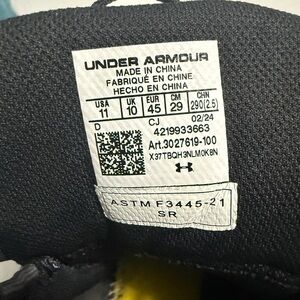 UNDER ARMOUR
MADE IN CHINA
FABRIQUÉ EN CHINE
HECHO EN CHINA
USA UK EUR CM CHN
11 10 45 29 290(2.5)
D CJ 02/24
4219933663
Art.3027619-100
X37TBQH3NLM0K8N
ASTM F3445-21
SR